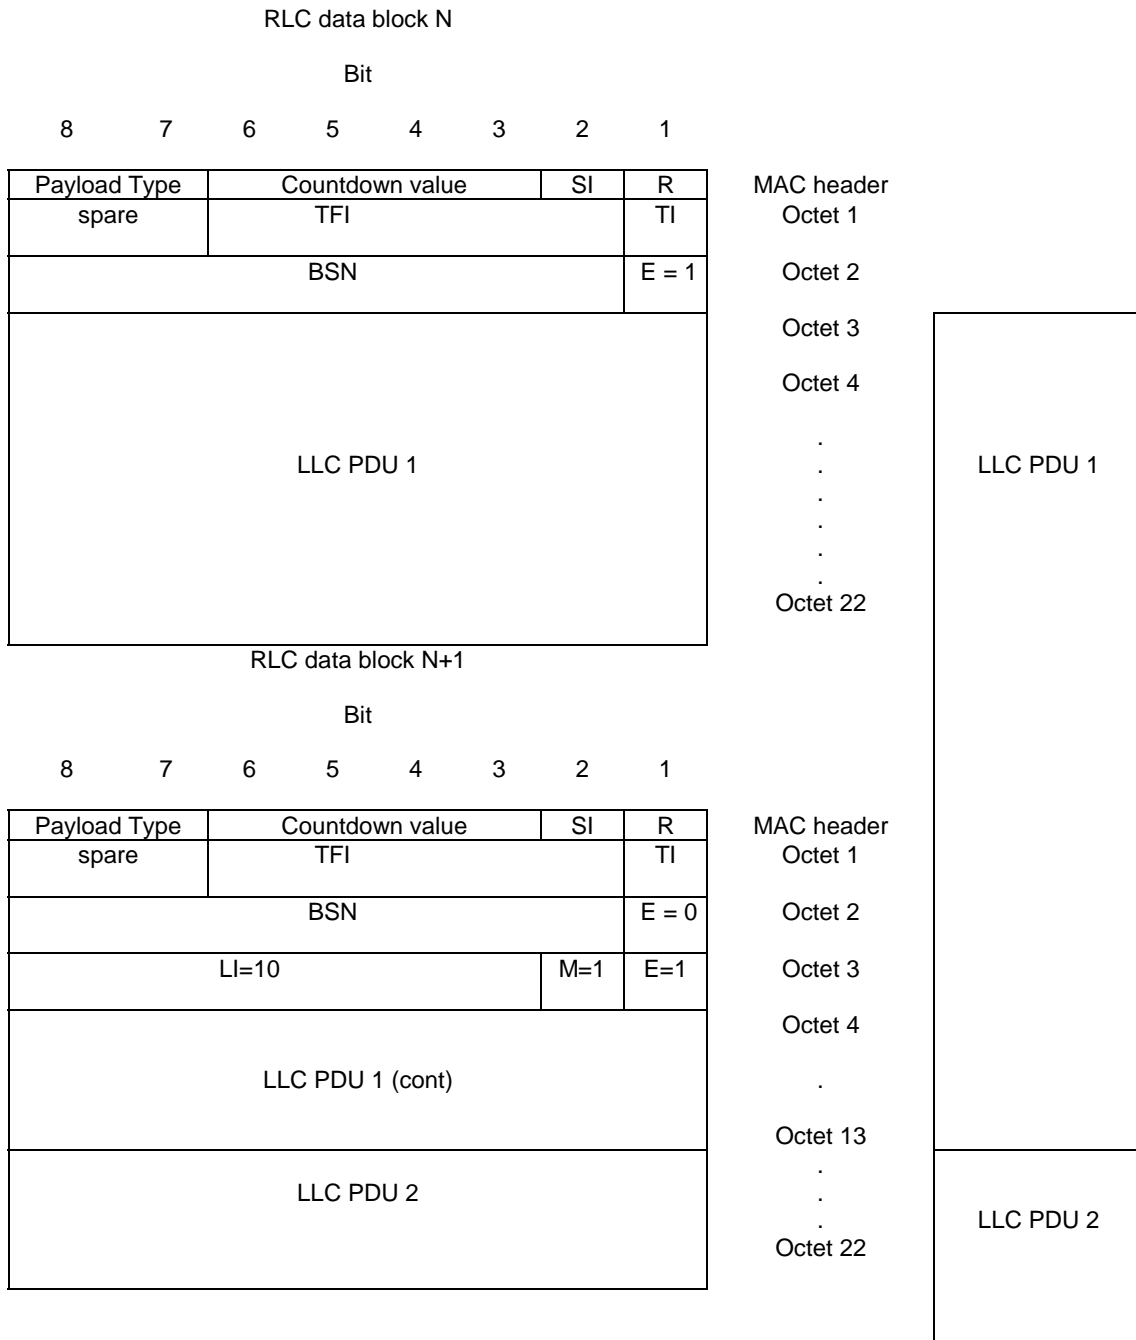 RLC data block N
Bit
8 7 6 5 4 3 2 1
Payload Type Countdown value SI R MAC header
spare TFI TI Octet 1
BSN E = 1 Octet 2
Octet 3
Octet 4
.
LLC PDU 1 . LLC PDU 1
.
.
.
.
Octet 22
RLC data block N+1
Bit
8 7 6 5 4 3 2 1
Payload Type Countdown value SI R MAC header
spare TFI TI Octet 1
BSN E = 0 Octet 2
LI=10 M=1 E=1 Octet 3
Octet 4
LLC PDU 1 (cont) .
Octet 13
.
LLC PDU 2 .
. LLC PDU 2
Octet 22